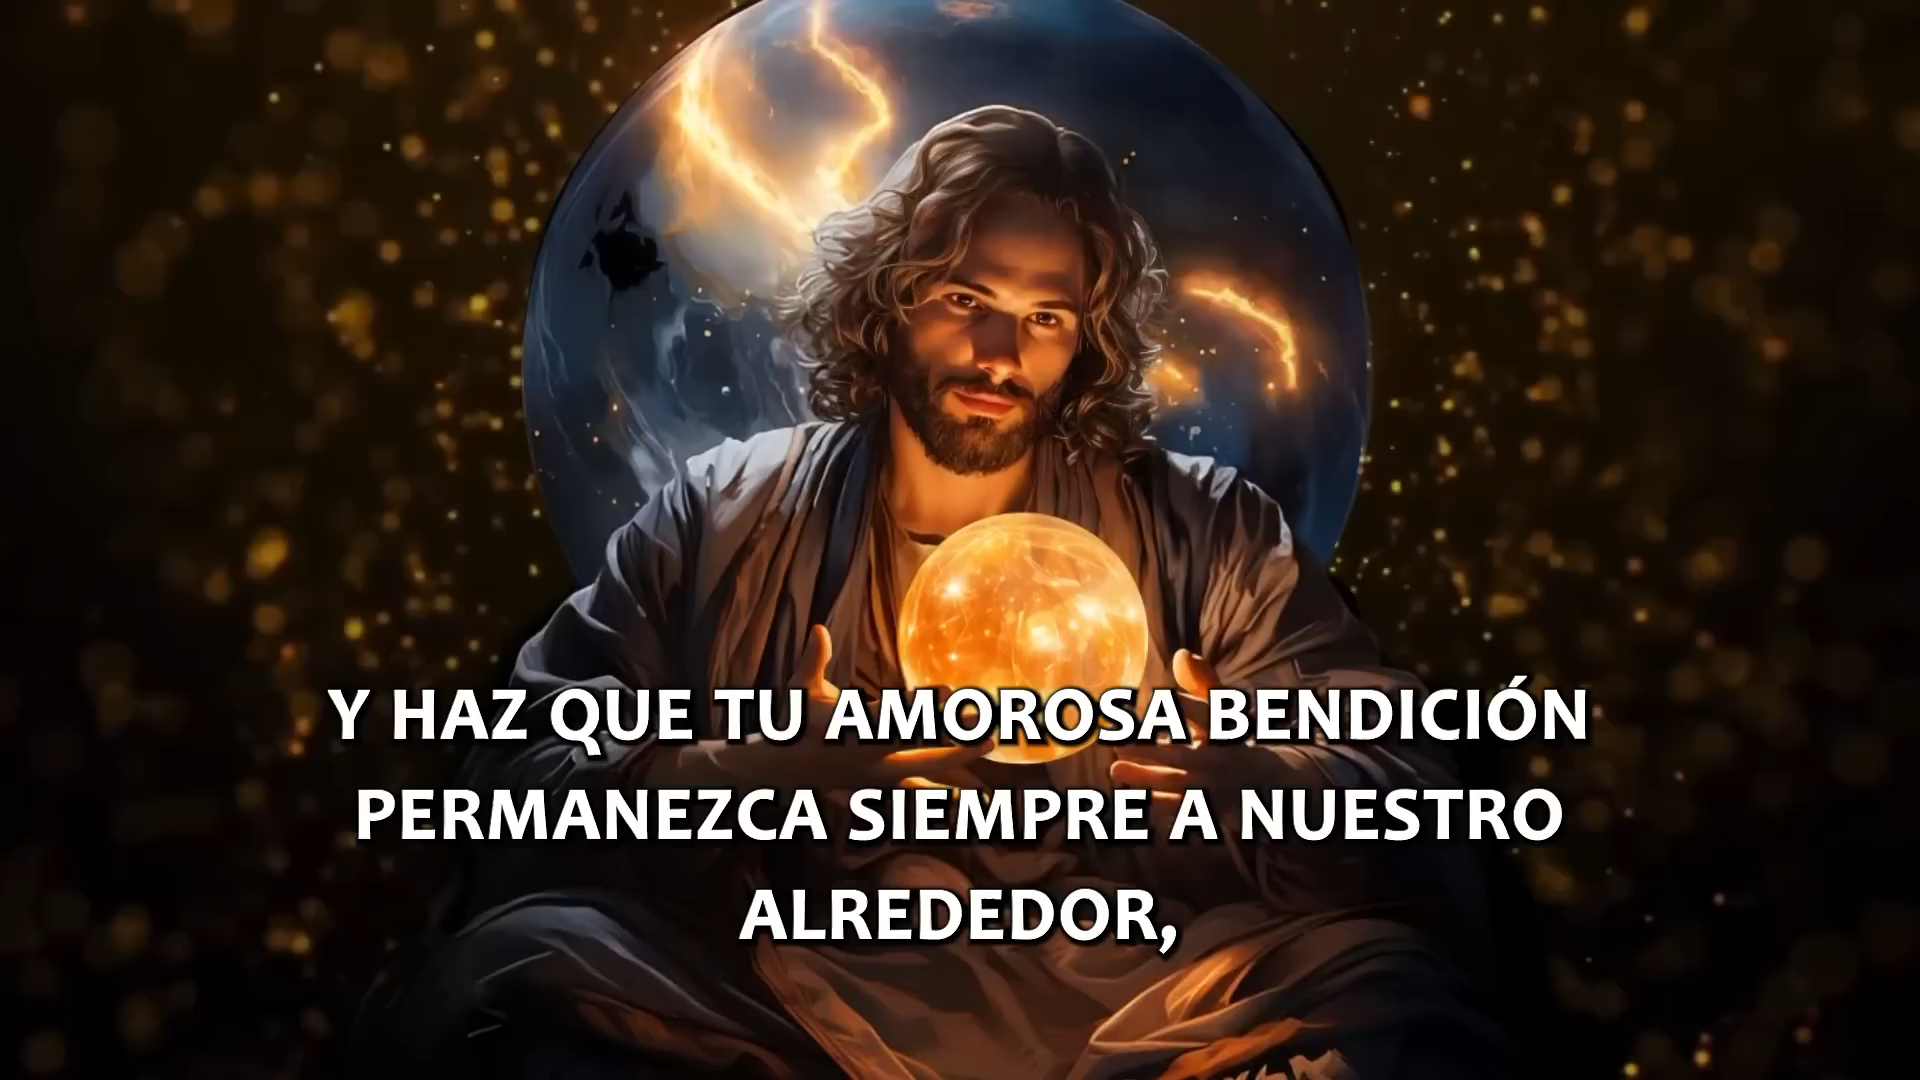 Y HAZ QUE TU AMOROSA BENDICIÓN
PERMANEZCA SIEMPRE A NUESTRO
ALREDEDOR,